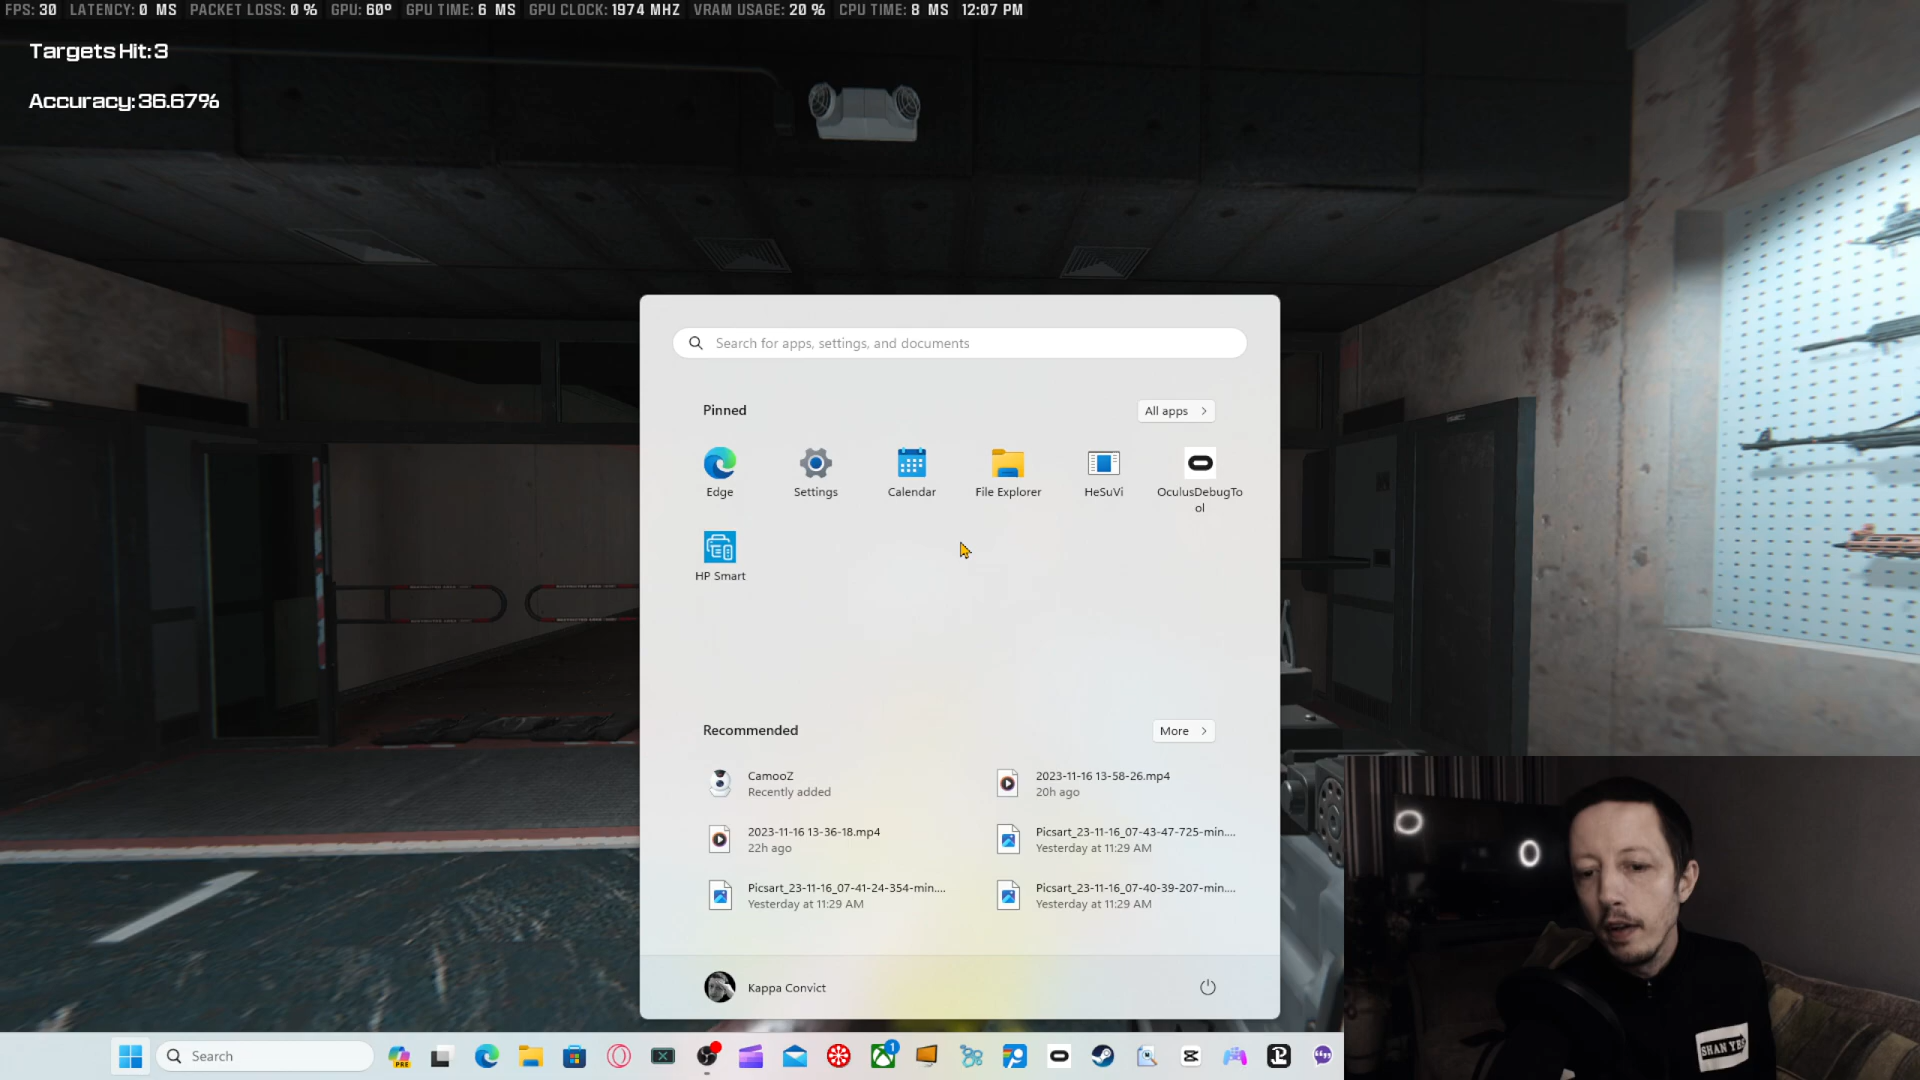 FPS: 30 LATENCY: 0 MS PACKET LOSS: 0 % GPU: 60° GPU TIME: 6 MS GPU CLOCK: 1974 MHZ VRAM USAGE: 20 % CPU TIME: 8 MS 12:07 PM
Targets Hit: 3
Accuracy: 36.67%
Search for apps, settings, and documents
Pinned
All apps
Edge
Settings
Calendar
File Explorer
HeSuVi
OculusDebugTo
ol
HP Smart
Recommended
More
CamooZ
Recently added
2023-11-16 13-58-26.mp4
20h ago
2023-11-16 13-36-18.mp4
22h ago
Picsart_23-11-16_07-43-47-725-min....
Yesterday at 11:29 AM
Picsart_23-11-16_07-41-24-354-min....
Yesterday at 11:29 AM
Picsart_23-11-16_07-40-39-207-min....
Yesterday at 11:29 AM
Kappa Convict
Search
PRE
1